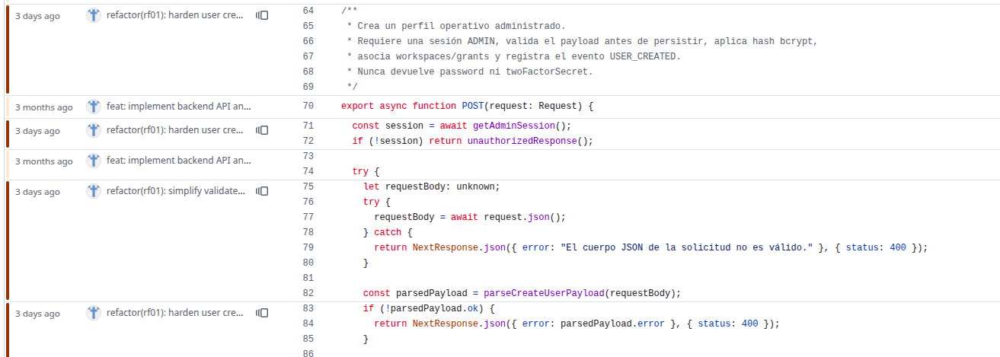 3 days ago refactor(rf01): harden user cre... 64 /**
65 * Crea un perfil operativo administrado.
66 * Requiere una sesión ADMIN, valida el payload antes de persistir, aplica hash bcrypt,
67 * asocia workspaces/grants y registra el evento USER_CREATED.
68 * Nunca devuelve password ni twoFactorSecret.
69 */
3 months ago feat: implement backend API an... 70 export async function POST(request: Request) {
3 days ago refactor(rf01): harden user cre... 71 const session = await getAdminSession();
72 if (!session) return unauthorizedResponse();
3 months ago feat: implement backend API an... 73
74 try {
3 days ago refactor(rf01): simplify validate... 75 let requestBody: unknown;
76 try {
77 requestBody = await request.json();
78 } catch {
79 return NextResponse.json({ error: "El cuerpo JSON de la solicitud no es válido." }, { status: 400 });
80 }
81
82 const parsedPayload = parseCreateUserPayload(requestBody);
3 days ago refactor(rf01): harden user cre... 83 if (!parsedPayload.ok) {
84 return NextResponse.json({ error: parsedPayload.error }, { status: 400 });
85 }
86